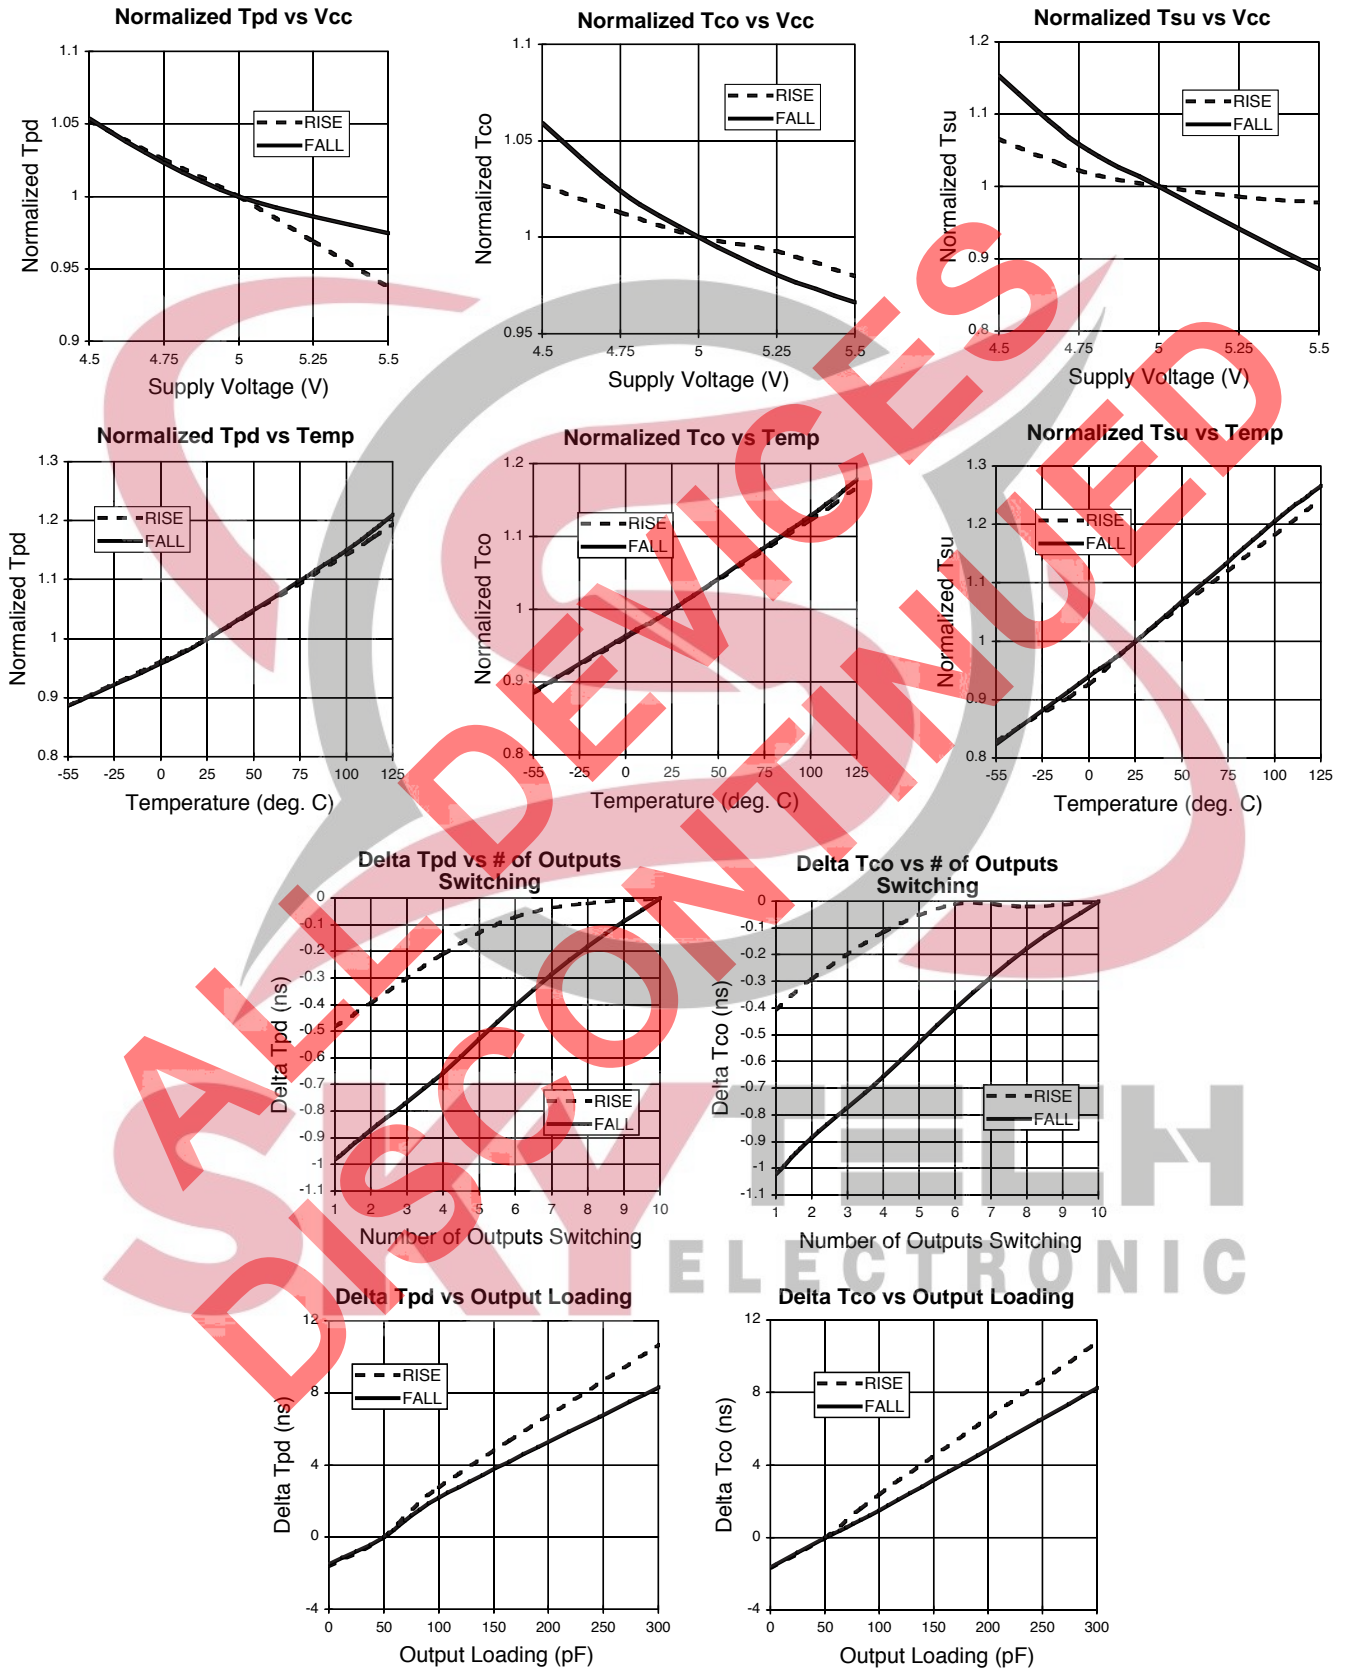 Normalized Tpd vs Vcc
Normalized Tpd
1.1
1.05
1
0.95
0.9
RISE
FALL
4.5 4.75 5 5.25 5.5
Supply Voltage (V)
Normalized Tco vs Vcc
Normalized Tco
1.1
1.05
1
0.95
RISE
FALL
4.5 4.75 5 5.25 5.5
Supply Voltage (V)
Normalized Tsu vs Vcc
Normalized Tsu
1.2
1.1
1
0.9
0.8
RISE
FALL
4.5 4.75 5 5.25 5.5
Supply Voltage (V)
Normalized Tpd vs Temp
Normalized Tpd
1.3
1.2
1.1
1
0.9
0.8
RISE
FALL
-55 -25 0 25 50 75 100 125
Temperature (deg. C)
Normalized Tco vs Temp
Normalized Tco
1.2
1.1
1
0.9
0.8
RISE
FALL
-55 -25 0 25 50 75 100 125
Temperature (deg. C)
Normalized Tsu vs Temp
Normalized Tsu
1.3
1.2
1.1
1
0.9
0.8
RISE
FALL
-55 -25 0 25 50 75 100 125
Temperature (deg. C)
Delta Tpd vs # of Outputs
Switching
Delta Tpd (ns)
0
-0.1
-0.2
-0.3
-0.4
-0.5
-0.6
-0.7
-0.8
-0.9
-1
-1.1
RISE
FALL
1 2 3 4 5 6 7 8 9 10
Number of Outputs Switching
Delta Tco vs # of Outputs
Switching
Delta Tco (ns)
0
-0.1
-0.2
-0.3
-0.4
-0.5
-0.6
-0.7
-0.8
-0.9
-1
-1.1
RISE
FALL
1 2 3 4 5 6 7 8 9 10
Number of Outputs Switching
Delta Tpd vs Output Loading
Delta Tpd (ns)
12
8
4
0
-4
RISE
FALL
0 50 100 150 200 250 300
Output Loading (pF)
Delta Tco vs Output Loading
Delta Tco (ns)
12
8
4
0
-4
RISE
FALL
0 50 100 150 200 250 300
Output Loading (pF)
ALL DEVICES
DISCONTINUED
SKYTECH
ELECTRONIC